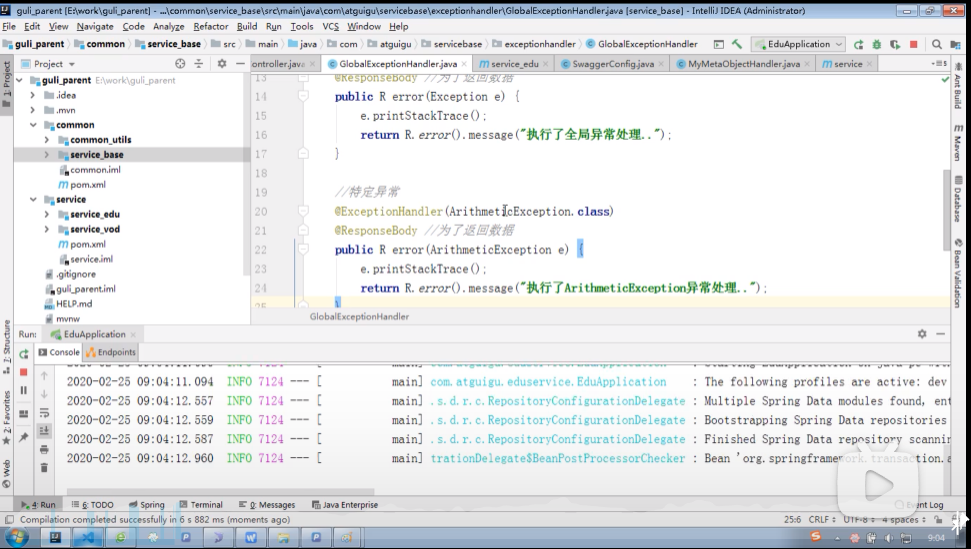 guli_parent [E:\work\guli_parent] - ...\common\service_base\src\main\java\com\atguigu\servicebase\exceptionhandler\GlobalExceptionHandler.java [service_base] - IntelliJ IDEA (Administrator)
File Edit View Navigate Code Analyze Refactor Build Run Tools VCS Window Help
guli_parent common service_base src main java com atguigu servicebase exceptionhandler GlobalExceptionHandler EduApplication
Project
ontroller.java GlobalExceptionHandler.java service_edu SwaggerConfig.java MyMetaObjectHandler.java service
1: Project
guli_parent E:\work\guli_parent
.idea
.mvn
common
common_utils
service_base
common.iml
pom.xml
service
service_edu
service_vod
pom.xml
service.iml
.gitignore
guli_parent.iml
HELP.md
mvnw
13 @ResponseBody //为了返回数据
14 public R error(Exception e) {
15 e.printStackTrace();
16 return R.error().message("执行了全局异常处理..");
17 }
18
19 //特定异常
20 @ExceptionHandler(ArithmeticException.class)
21 @ResponseBody //为了返回数据
22 public R error(ArithmeticException e) {
23 e.printStackTrace();
24 return R.error().message("执行了ArithmeticException异常处理..");
25 }
GlobalExceptionHandler
Ant Build
Maven
Database
Bean Validation
7: Structure
2: Favorites
Web
Run: EduApplication
Console Endpoints
2020-02-25 09:04:11.094 INFO 7124 --- [ main] com.atguigu.eduservice.EduApplication : The following profiles are active: dev
2020-02-25 09:04:12.557 INFO 7124 --- [ main] .s.d.r.c.RepositoryConfigurationDelegate : Multiple Spring Data modules found, ent
2020-02-25 09:04:12.559 INFO 7124 --- [ main] .s.d.r.c.RepositoryConfigurationDelegate : Bootstrapping Spring Data repositories
2020-02-25 09:04:12.587 INFO 7124 --- [ main] .s.d.r.c.RepositoryConfigurationDelegate : Finished Spring Data repository scannin
2020-02-25 09:04:12.960 INFO 7124 --- [ main] trationDelegate$BeanPostProcessorChecker : Bean 'org.springframework.transaction.a
4: Run 6: TODO Spring Terminal 0: Messages Java Enterprise Event Log
Compilation completed successfully in 6 s 882 ms (moments ago) 25:6 CRLF UTF-8 4 spaces
9:04